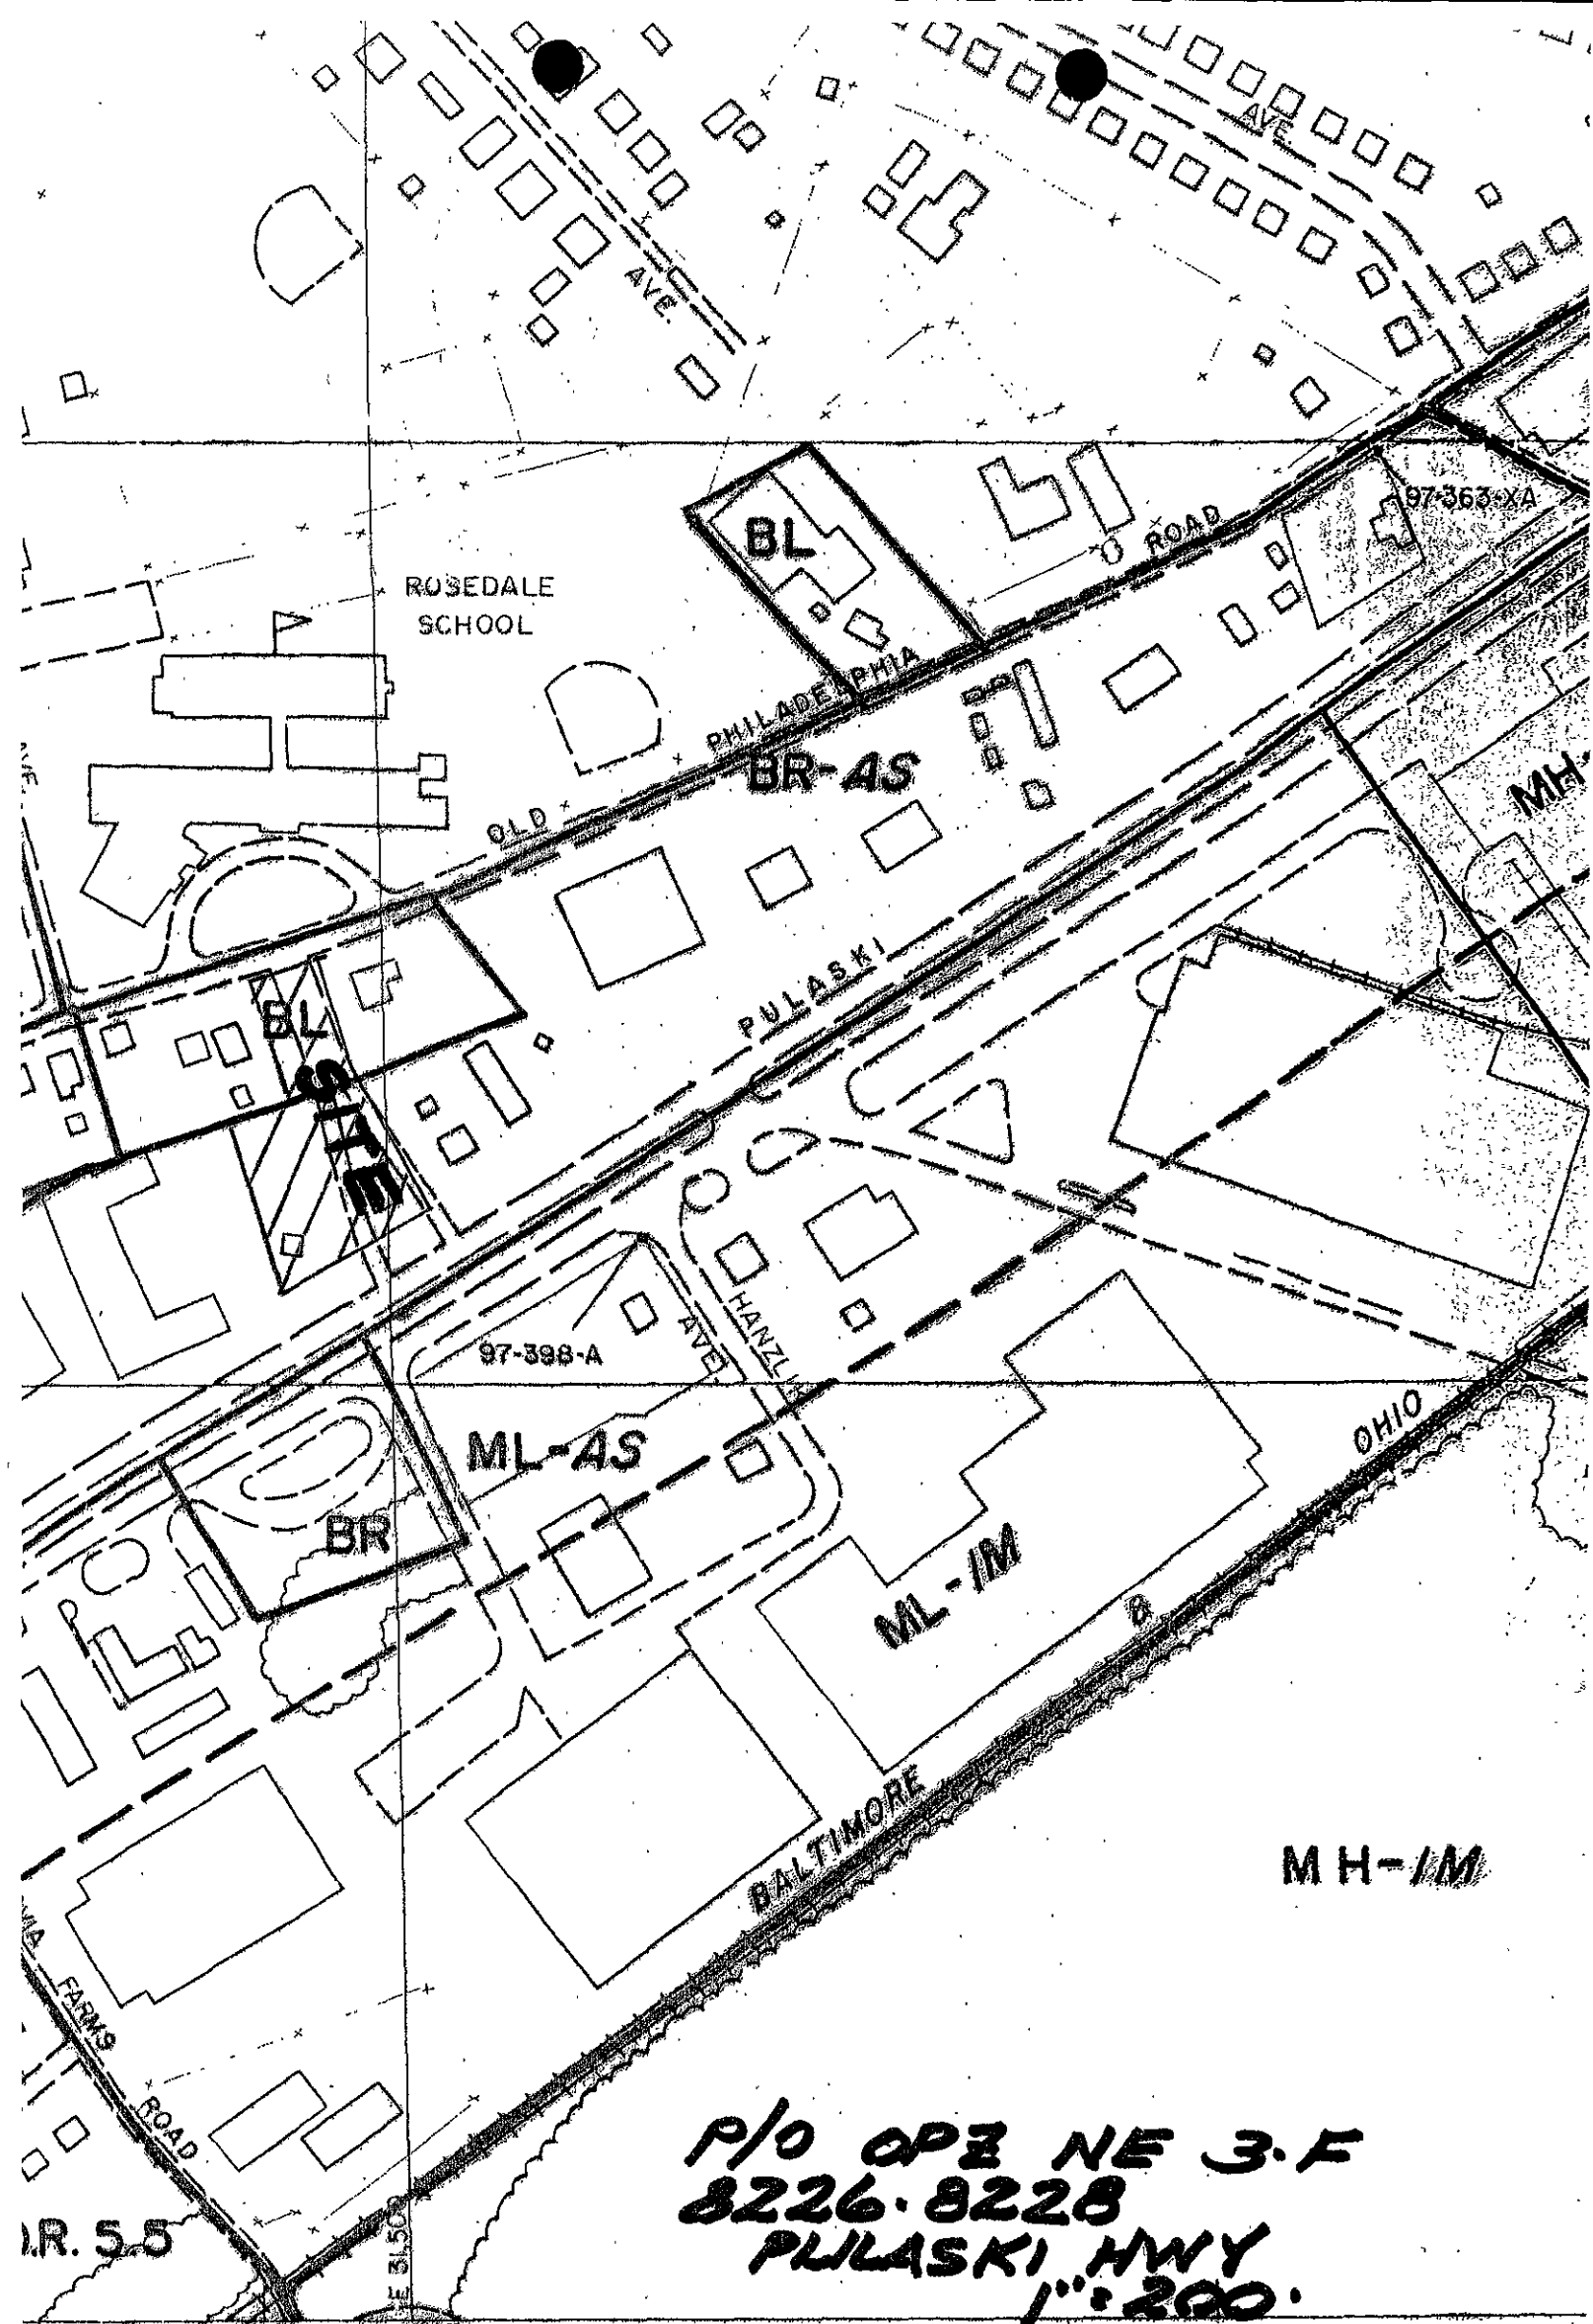 AVE.
AVE.
97-363-XA
BL
ROAD
ROSEDALE
SCHOOL
PHILADELPHIA
BR-AS
MH-
OLD
PULASKI
BL
SITE
HANZLI
AVE.
97-398-A
OHIO
ML-AS
BR
ML-IM
&
BALTIMORE
MH-IM
FARMS
ROAD
P/O OPZ NE 3.F
8226.8228
PULASKI HWY
1":200.
.R. 5.5